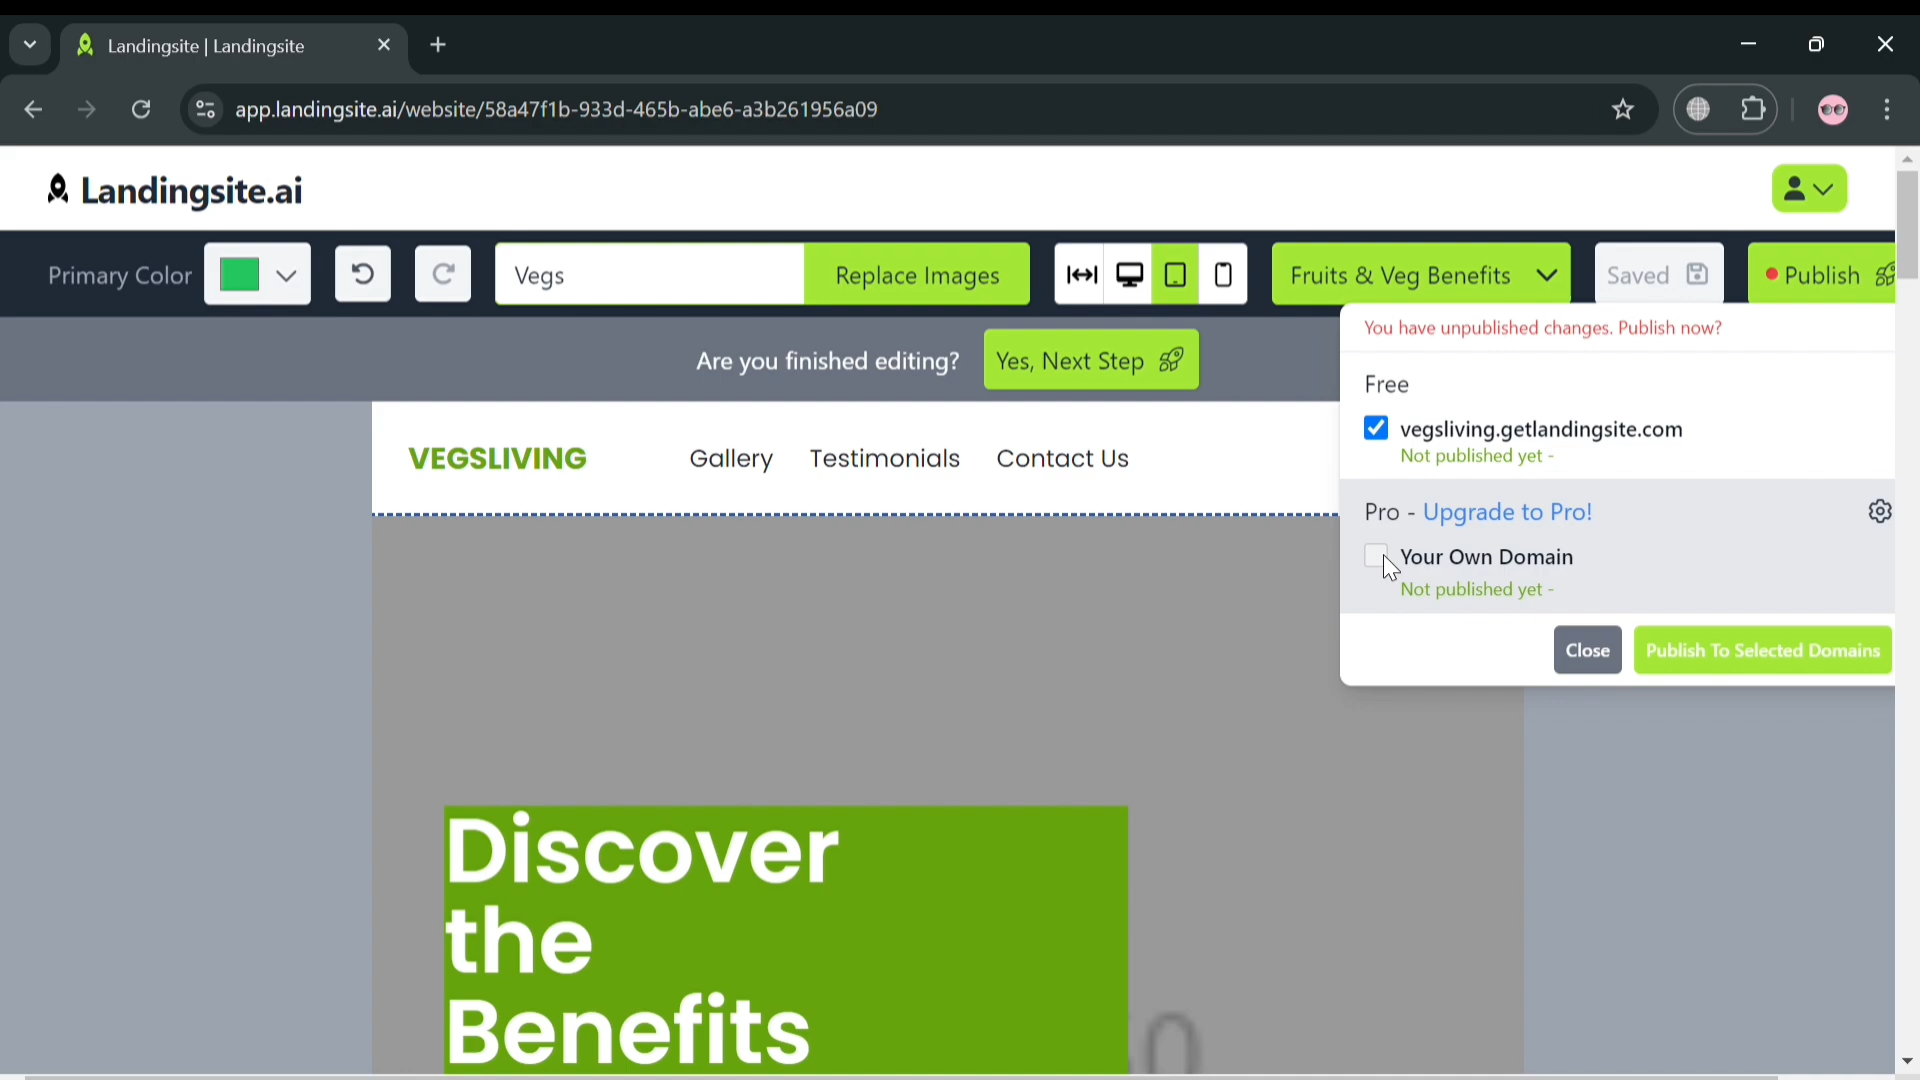 Landingsite | Landingsite
app.landingsite.ai/website/58a47f1b-933d-465b-abe6-a3b261956a09
Landingsite.ai
Primary Color
Vegs
Replace Images
Fruits & Veg Benefits
Saved
Publish
You have unpublished changes. Publish now?
Are you finished editing?
Yes, Next Step
Free
vegsliving.getlandingsite.com
Not published yet -
VEGSLIVING
Gallery
Testimonials
Contact Us
Pro - Upgrade to Pro!
Your Own Domain
Not published yet -
Close
Publish To Selected Domains
Discover
the
Benefits